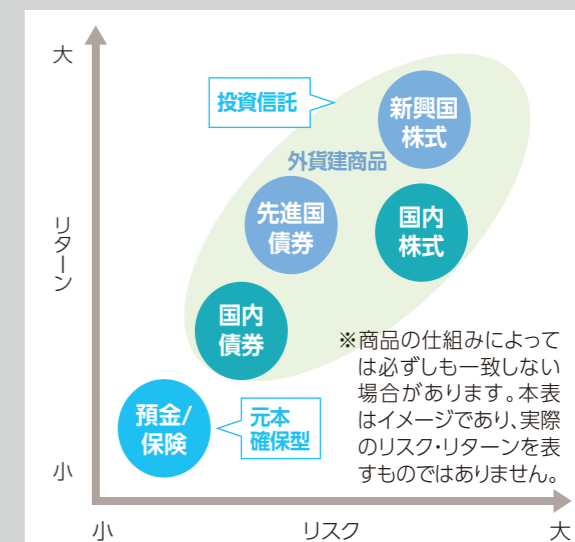 大
投資信託
新興国
株式
外貨建商品
先進国
債券
国内
株式
リターン
国内
債券
※商品の仕組みによって
は必ずしも一致しない
場合があります。本表
はイメージであり、実際
のリスク・リターンを表
すものではありません。
預金/
保険
元本
確保型
小
小
リスク
大